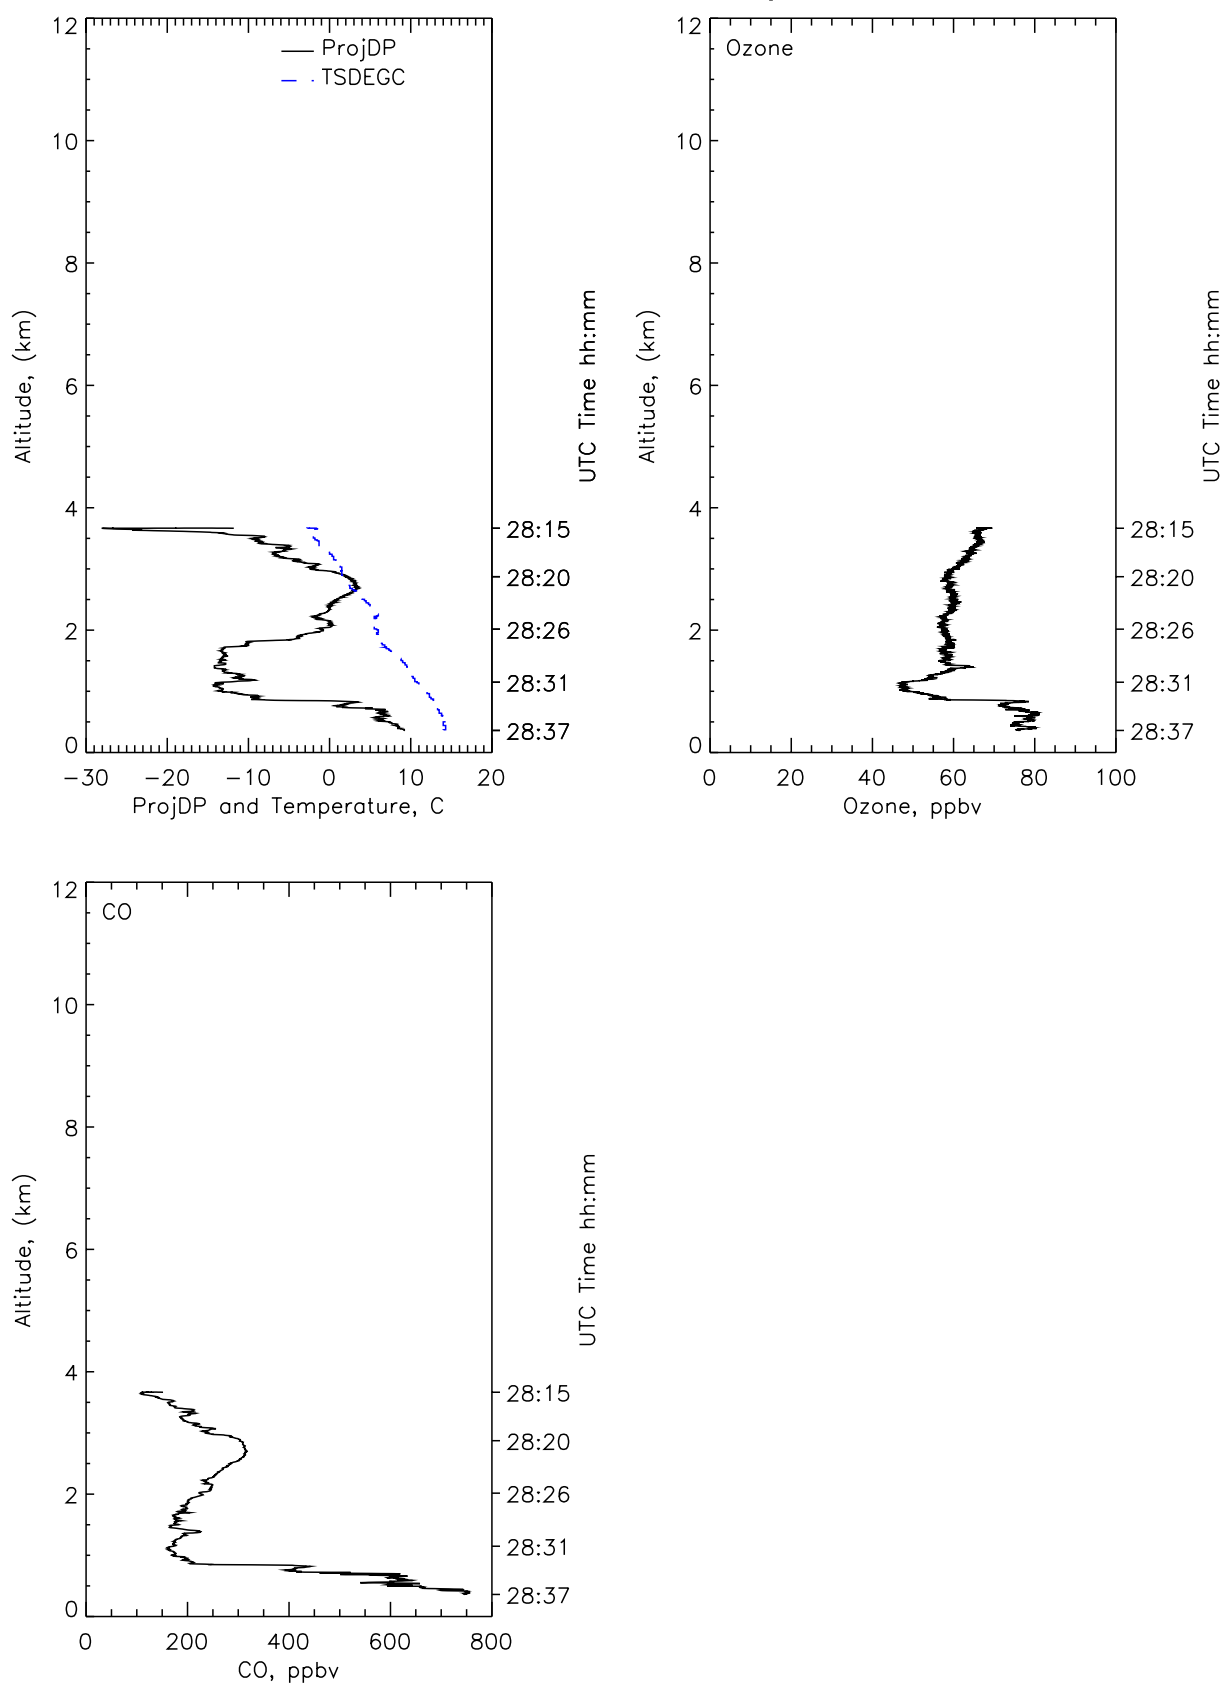 ProjDP
TSDEGC
12
10
8
6
4
2
0
Altitude, (km)
-30 -20 -10 0 10 20
ProjDP and Temperature, C
28:15
28:20
28:26
28:31
28:37
UTC Time hh:mm
Ozone
12
10
8
6
4
2
0
Altitude, (km)
0 20 40 60 80 100
Ozone, ppbv
28:15
28:20
28:26
28:31
28:37
UTC Time hh:mm
CO
12
10
8
6
4
2
0
Altitude, (km)
0 200 400 600 800
CO, ppbv
28:15
28:20
28:26
28:31
28:37
UTC Time hh:mm